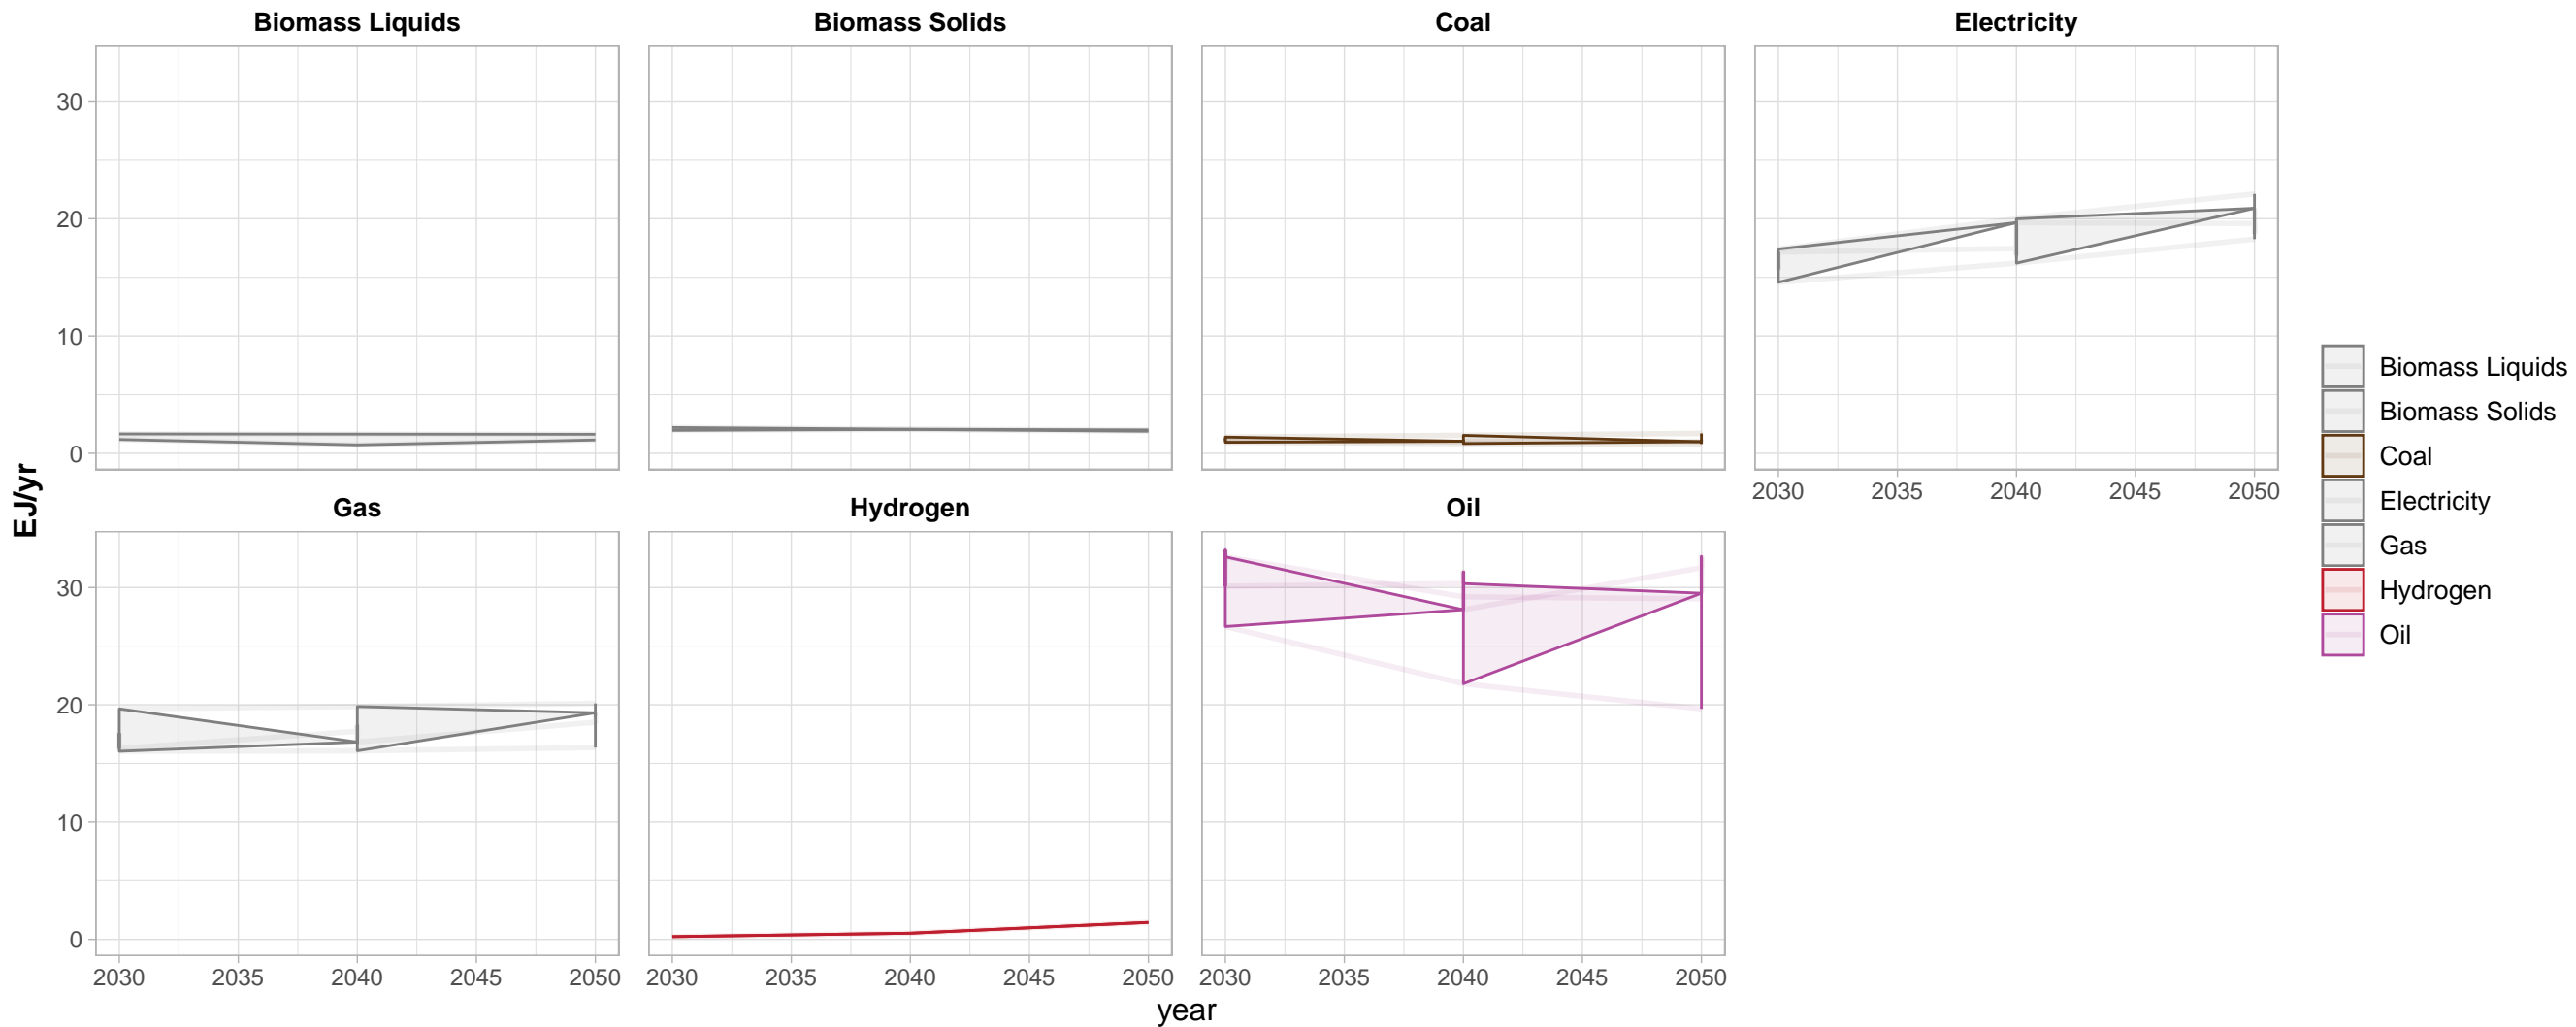 Biomass Liquids
Biomass Solids
Coal
Electricity
30
20
10
0
2030 2035 2040 2045 2050
Gas
Hydrogen
Oil
30
20
10
0
2030 2035 2040 2045 2050
2030 2035 2040 2045 2050
2030 2035 2040 2045 2050
EJ/yr
year
Biomass Liquids
Biomass Solids
Coal
Electricity
Gas
Hydrogen
Oil